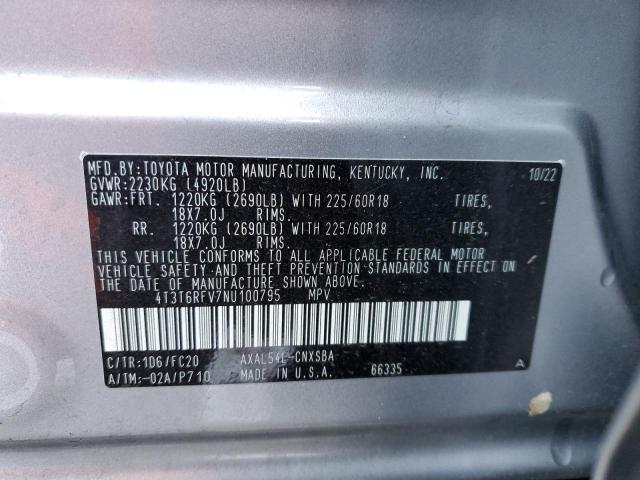 MFD.BY:TOYOTA MOTOR MANUFACTURING, KENTUCKY, INC. 10/22
GVWR:2230KG (4920LB)
GAWR:FRT. 1220KG (2690LB) WITH 225/60R18 TIRES,
18X7.0J RIMS.
RR. 1220KG (2690LB) WITH 225/60R18 TIRES,
18X7.0J RIMS.
THIS VEHICLE CONFORMS TO ALL APPLICABLE FEDERAL MOTOR
VEHICLE SAFETY AND THEFT PREVENTION STANDARDS IN EFFECT ON
THE DATE OF MANUFACTURE SHOWN ABOVE.
4T3T6RFV7NU100795 MPV
C/TR:1D6/FC20 AXAL54L-CNXSBA
A/TM:-02A/P710 MADE IN U.S.A. 66335 A